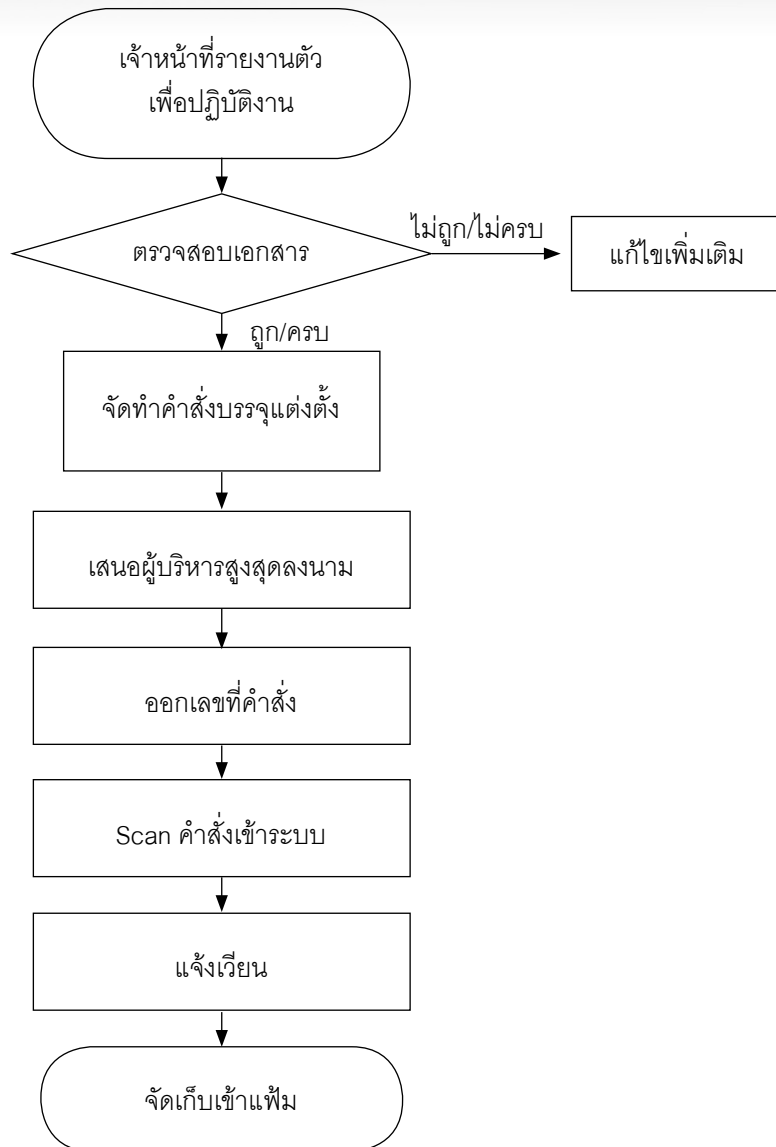 เจ้าหน้าที่รายงานตัว
เพื่อปฏิบัติงาน
ตรวจสอบเอกสาร
ไม่ถูก/ไม่ครบ
แก้ไขเพิ่มเติม
ถูก/ครบ
จัดทำคำสั่งบรรจุแต่งตั้ง
เสนอผู้บริหารสูงสุดลงนาม
ออกเลขที่คำสั่ง
Scan คำสั่งเข้าระบบ
แจ้งเวียน
จัดเก็บเข้าแฟ้ม